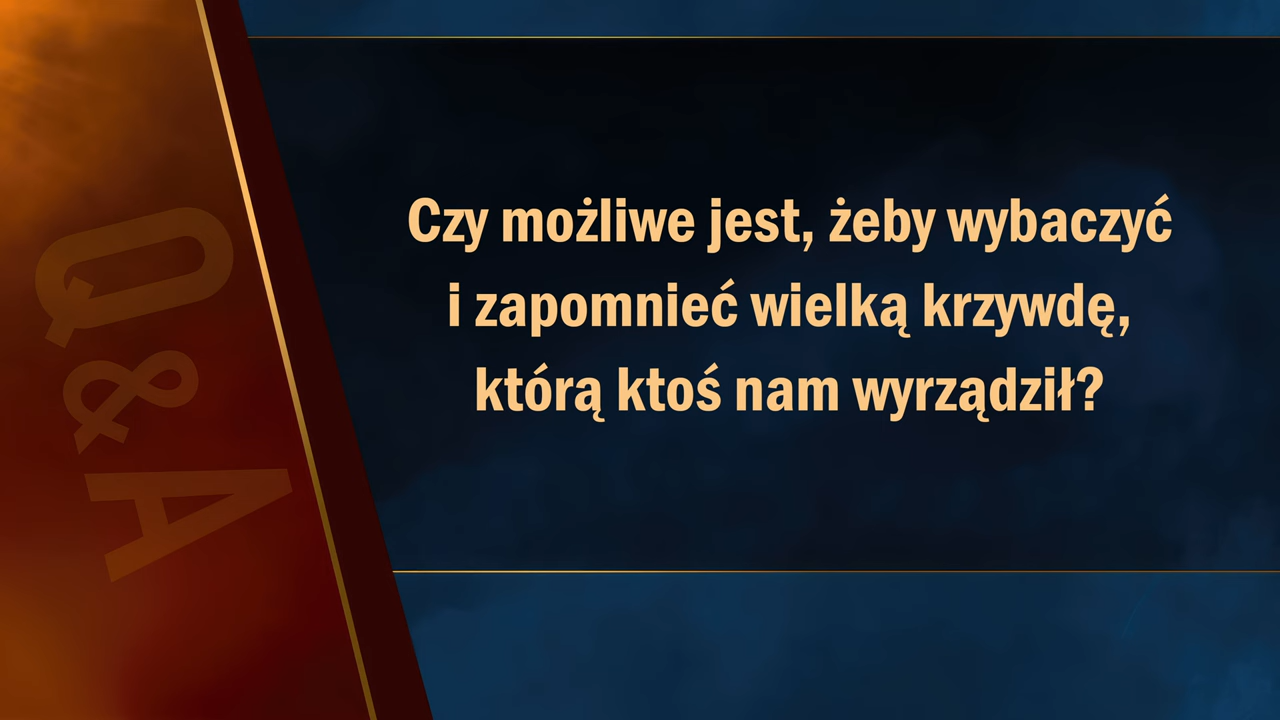 Q&A
Czy możliwe jest, żeby wybaczyć
i zapomnieć wielką krzywdę,
którą ktoś nam wyrządził?